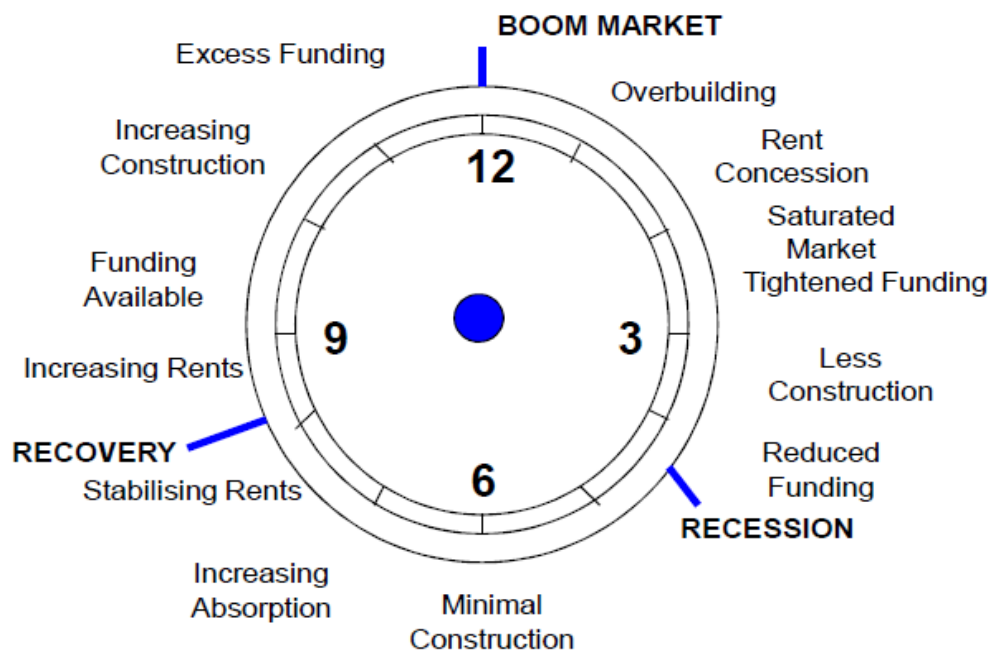 BOOM MARKET
Excess Funding
Overbuilding
Increasing
Construction
Rent
Concession
12
Saturated
Market
Tightened Funding
Funding
Available
9
3
Increasing Rents
Less
Construction
RECOVERY
Stabilising Rents
6
Reduced
Funding
RECESSION
Increasing
Absorption
Minimal
Construction